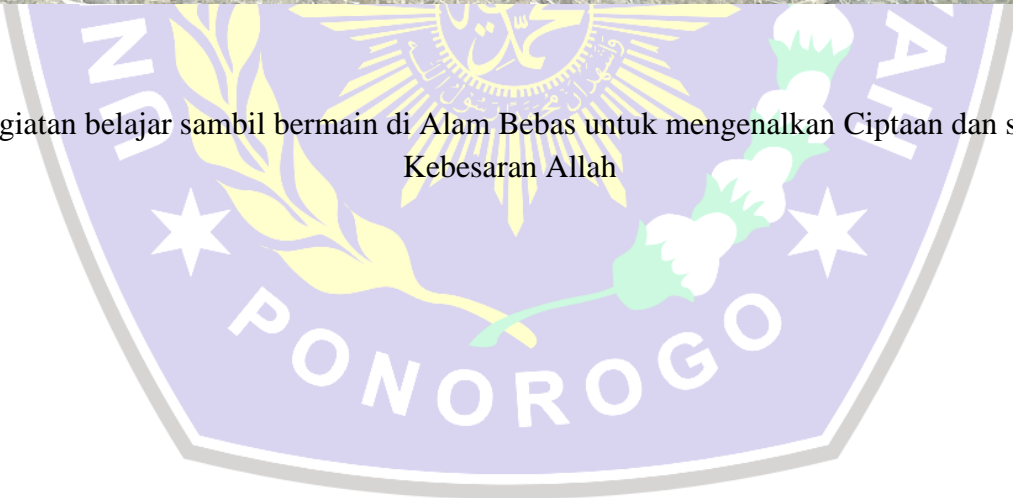 giatan belajar sambil bermain di Alam Bebas untuk mengenalkan Ciptaan dan s
Kebesaran Allah
PONOROGO